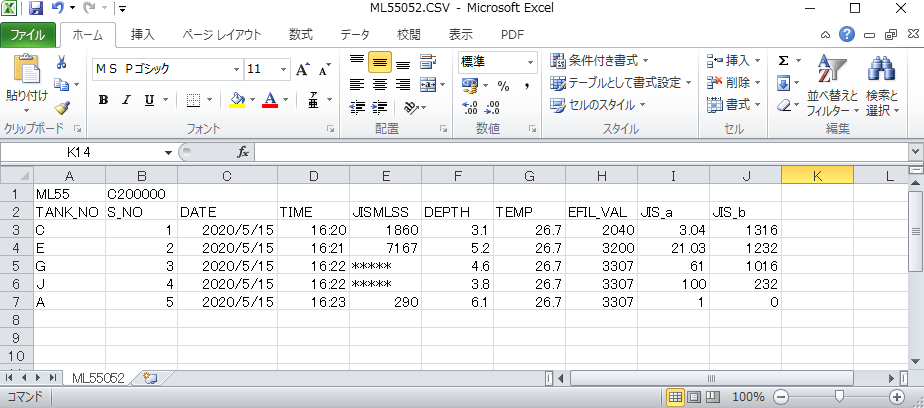 ML55052.CSV - Microsoft Excel
ファイル ホーム 挿入 ページ レイアウト 数式 データ 校閲 表示 PDF
貼り付け
クリップボード
MS Pゴシック 11
B I U A 亜
フォント
配置
標準
% ,
数値
条件付き書式
テーブルとして書式設定
セルのスタイル
スタイル
挿入
削除
書式
セル
Σ
並べ替えと
フィルター
検索と
選択
編集
K14 fx
A B C D E F G H I J K L
1 ML55 C200000
2 TANK_NO S_NO DATE TIME JISMLSS DEPTH TEMP EFIL_VAL JIS_a JIS_b
3 C 1 2020/5/15 16:20 1860 3.1 26.7 2040 3.04 1316
4 E 2 2020/5/15 16:21 7167 5.2 26.7 3200 21.03 1232
5 G 3 2020/5/15 16:22 ***** 4.6 26.7 3307 61 1016
6 J 4 2020/5/15 16:22 ***** 3.8 26.7 3307 100 232
7 A 5 2020/5/15 16:23 290 6.1 26.7 3307 1 0
8
9
10
ML55052
コマンド 100%